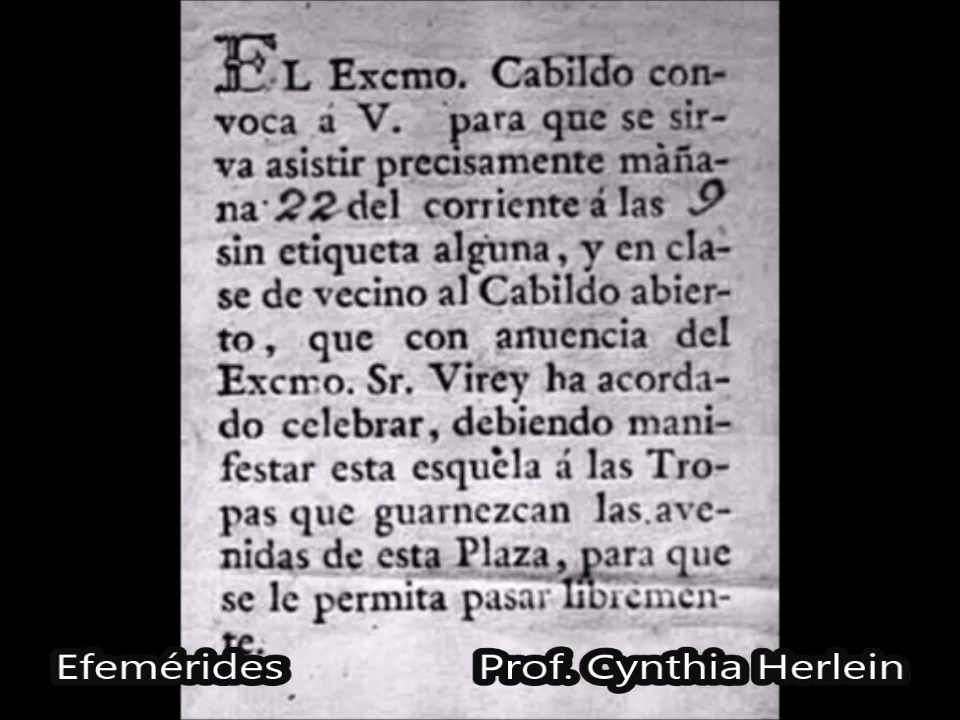 EL Excmo. Cabildo con-
voca á V. para que se sir-
va asistir precisamente màña-
na 22 del corriente á las 9
sin etiqueta alguna, y en cla-
se de vecino al Cabildo abier-
to, que con anuencia del
Excmo. Sr. Virey ha acorda-
do celebrar, debiendo mani-
festar esta esquèla á las Tro-
pas que guarnezcan las ave-
nidas de esta Plaza, para que
se le permita pasar libremen-
te.
Efemérides Prof. Cynthia Herlein